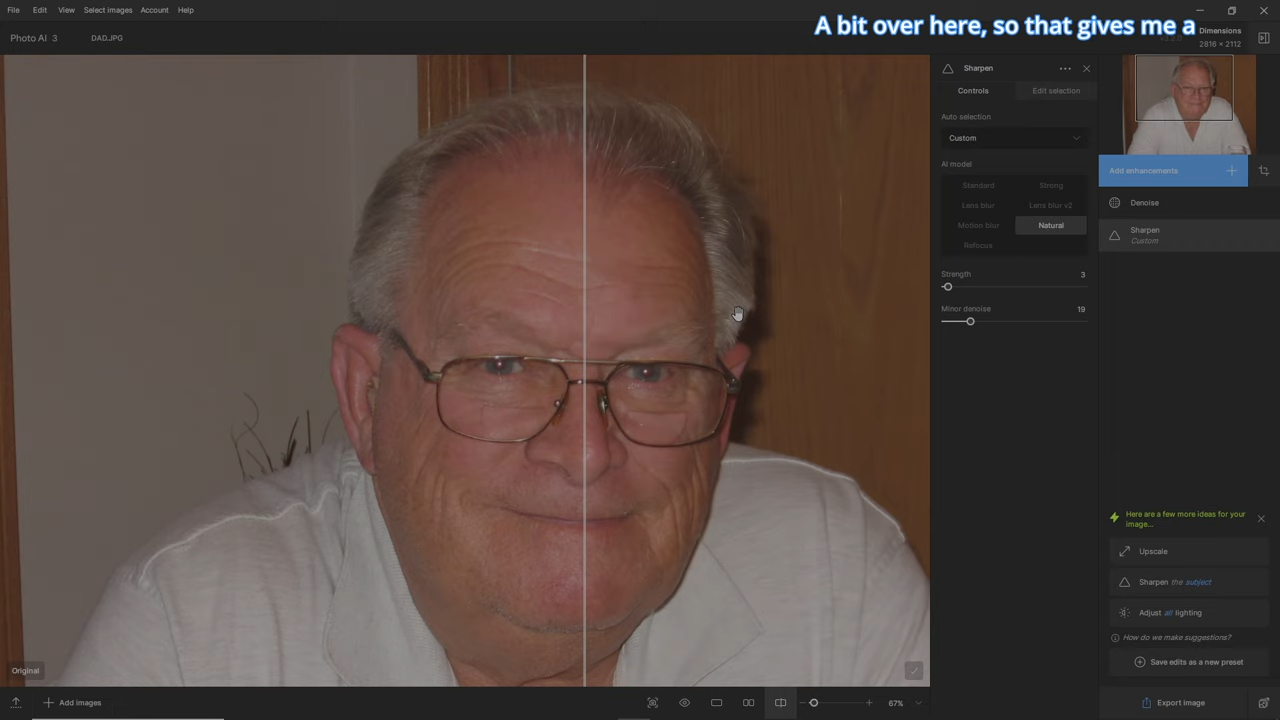 File Edit View Select images Account Help
A bit over here, so that gives me a
Photo AI 3 DAD.JPG
Dimensions
2816 × 2112
Sharpen
Controls Edit selection
Auto selection
Custom
AI model
Standard Strong
Lens blur Lens blur v2
Motion blur Natural
Refocus
Strength 3
Minor denoise 19
Add enhancements
Denoise
Sharpen
Custom
Here are a few more ideas for your
image...
Upscale
Sharpen the subject
Adjust all lighting
How do we make suggestions?
Save edits as a new preset
Original
Add images
67%
Export image